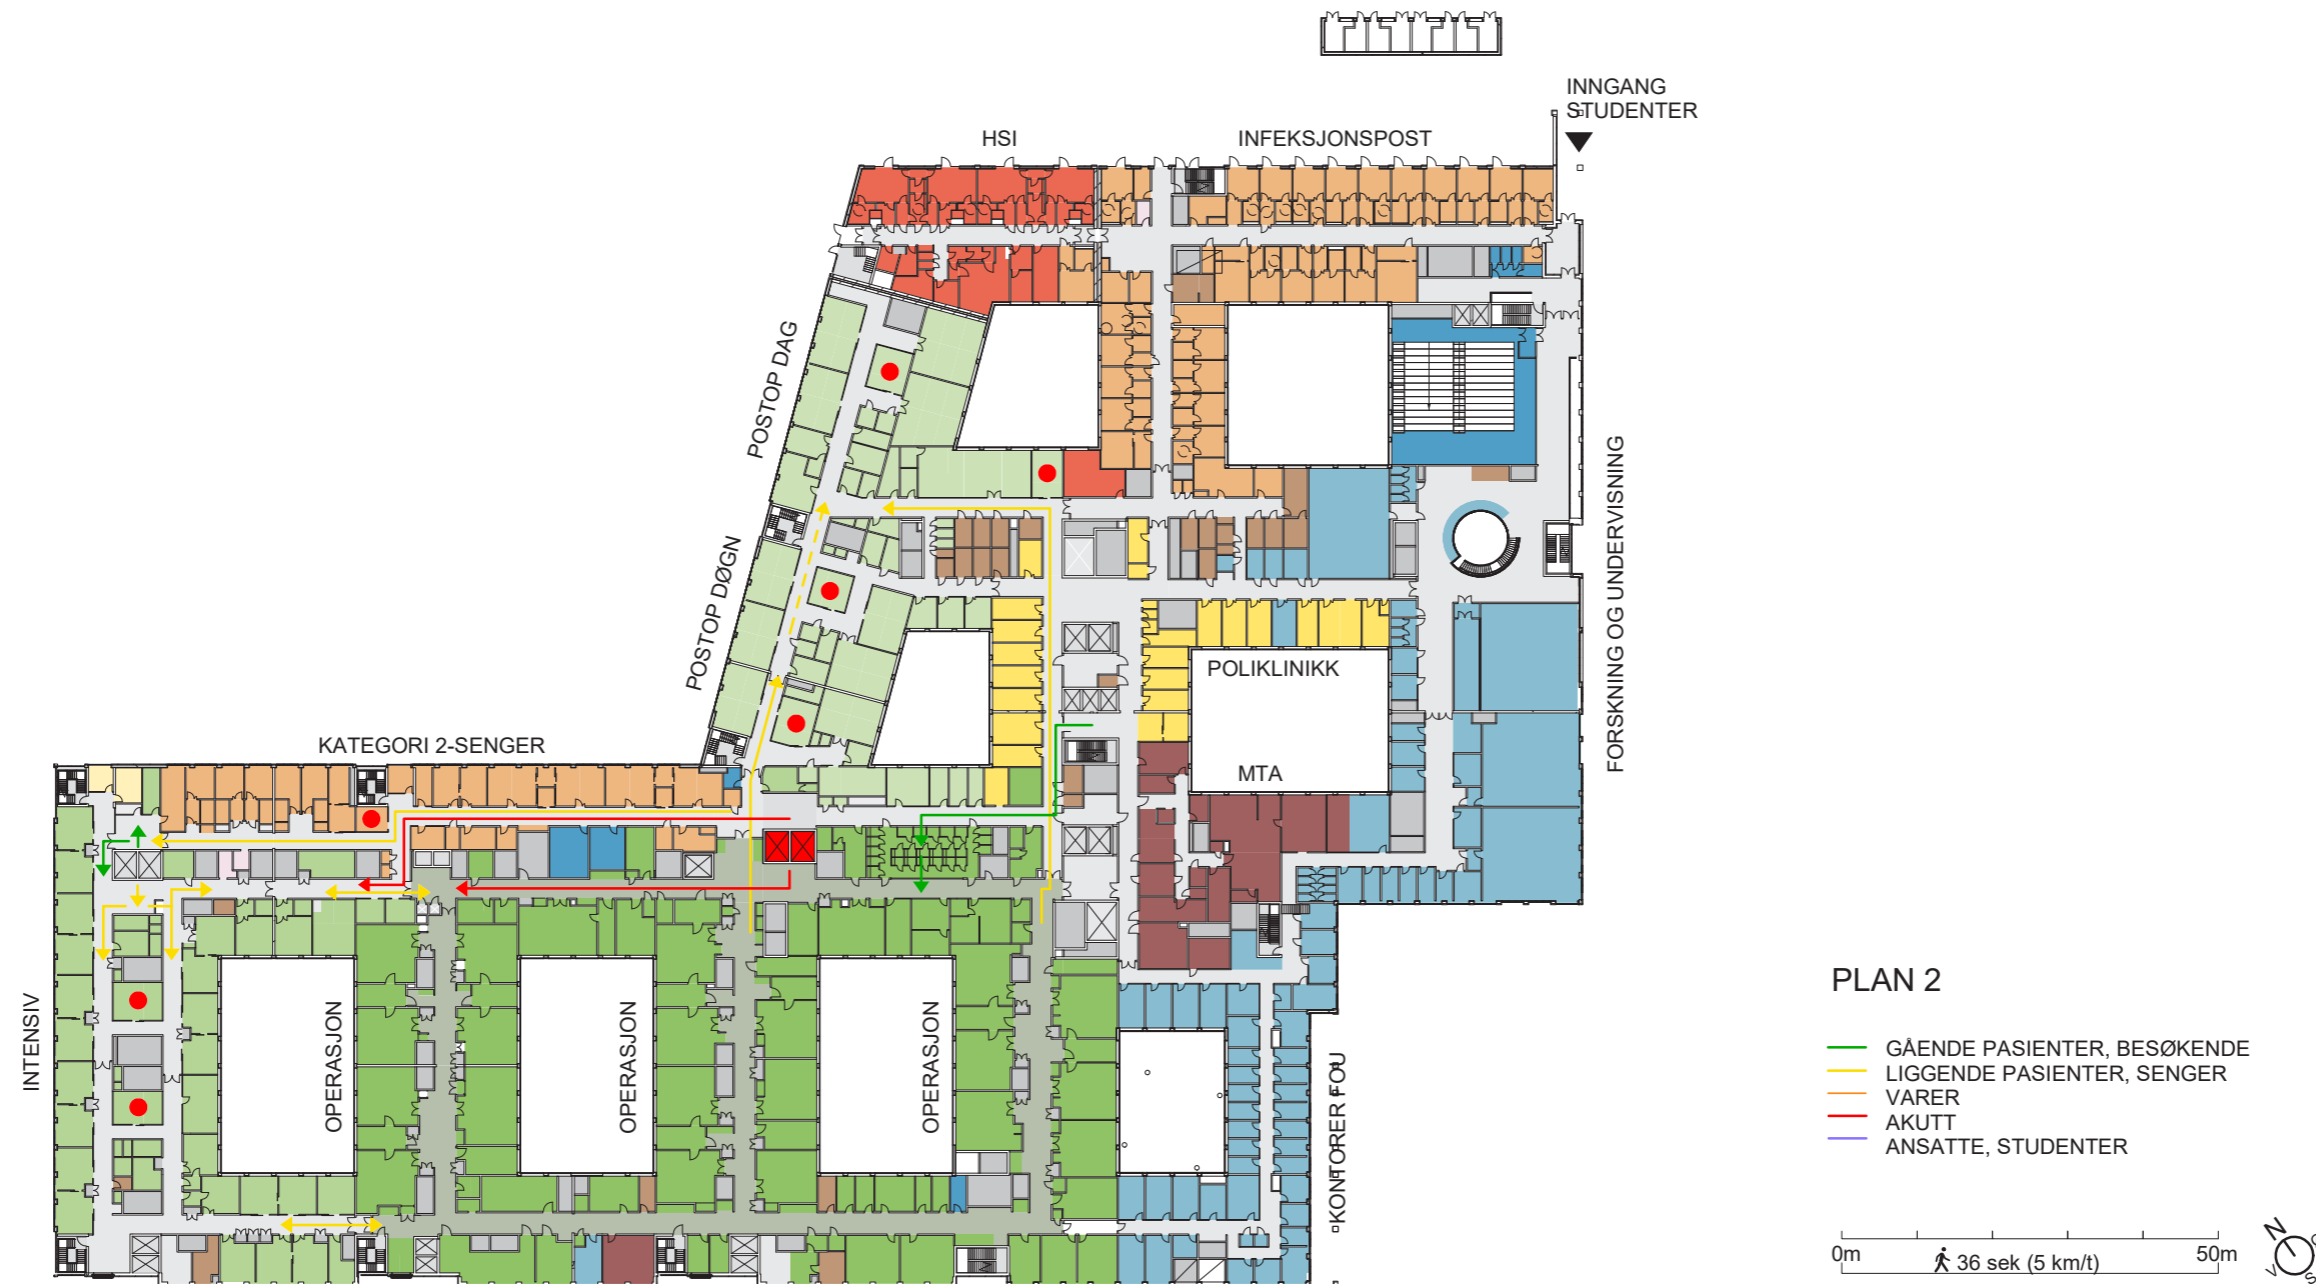 INNGANG
STUDENTER
HSI
INFEKSJONSPOST
POSTOP DAG
POSTOP DØGN
FORSKNING OG UNDERVISNING
POLIKLINIKK
KATEGORI 2-SENGER
MTA
INTENSIV
OPERASJON
OPERASJON
OPERASJON
KONTORER FOU
PLAN 2
GÅENDE PASIENTER, BESØKENDE
LIGGENDE PASIENTER, SENGER
VARER
AKUTT
ANSATTE, STUDENTER
0m
36 sek (5 km/t)
50m
N
V